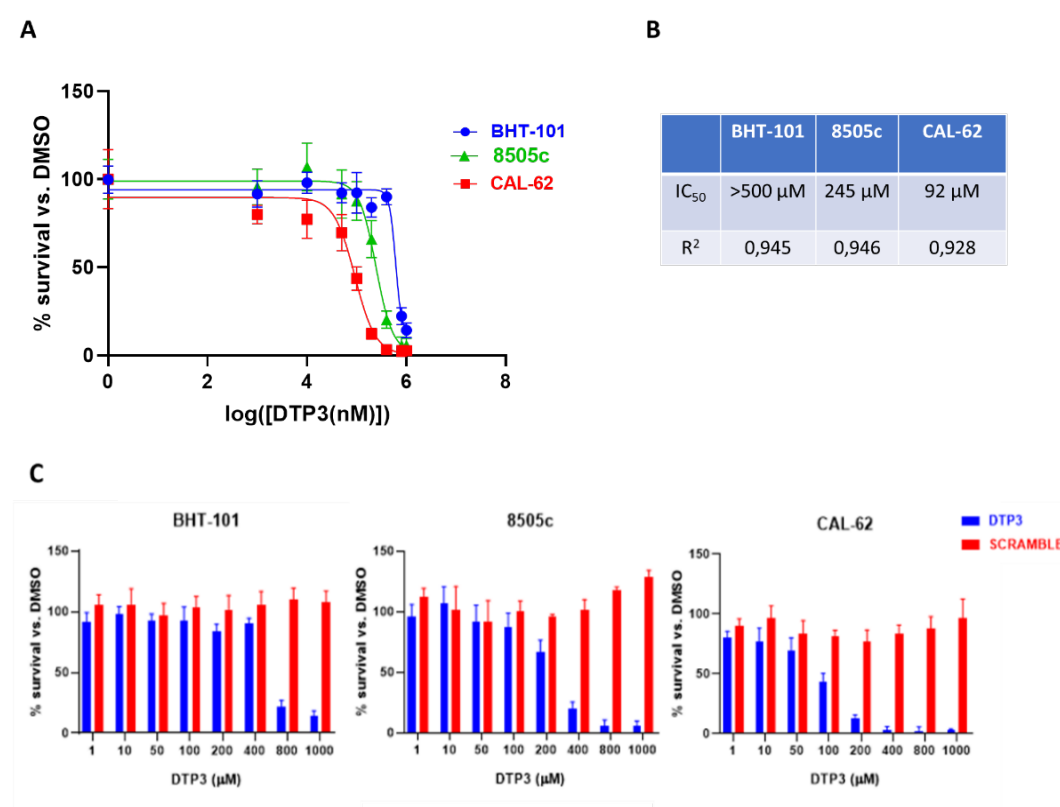 A
B
150
100
50
0
0 2 4 6 8
% survival vs. DMSO
log([DTP3(nM)])
BHT-101
8505c
CAL-62
BHT-101 8505c CAL-62
IC50 >500 µM 245 µM 92 µM
R2 0,945 0,946 0,928
C
BHT-101
150
100
50
0
% survival vs. DMSO
1 10 50 100 200 400 800 1000
DTP3 (µM)
8505c
150
100
50
0
% survival vs. DMSO
1 10 50 100 200 400 800 1000
DTP3 (µM)
CAL-62
150
100
50
0
% survival vs. DMSO
1 10 50 100 200 400 800 1000
DTP3 (µM)
DTP3
SCRAMBLE